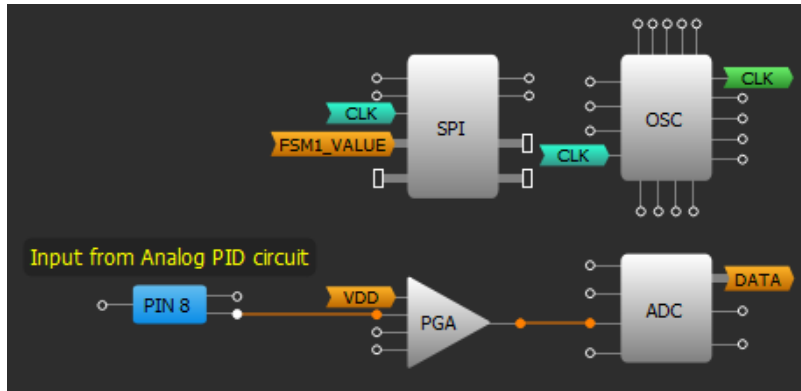 CLK
CLK
SPI
OSC
FSM1_VALUE
CLK
Input from Analog PID circuit
VDD
DATA
PIN 8
PGA
ADC